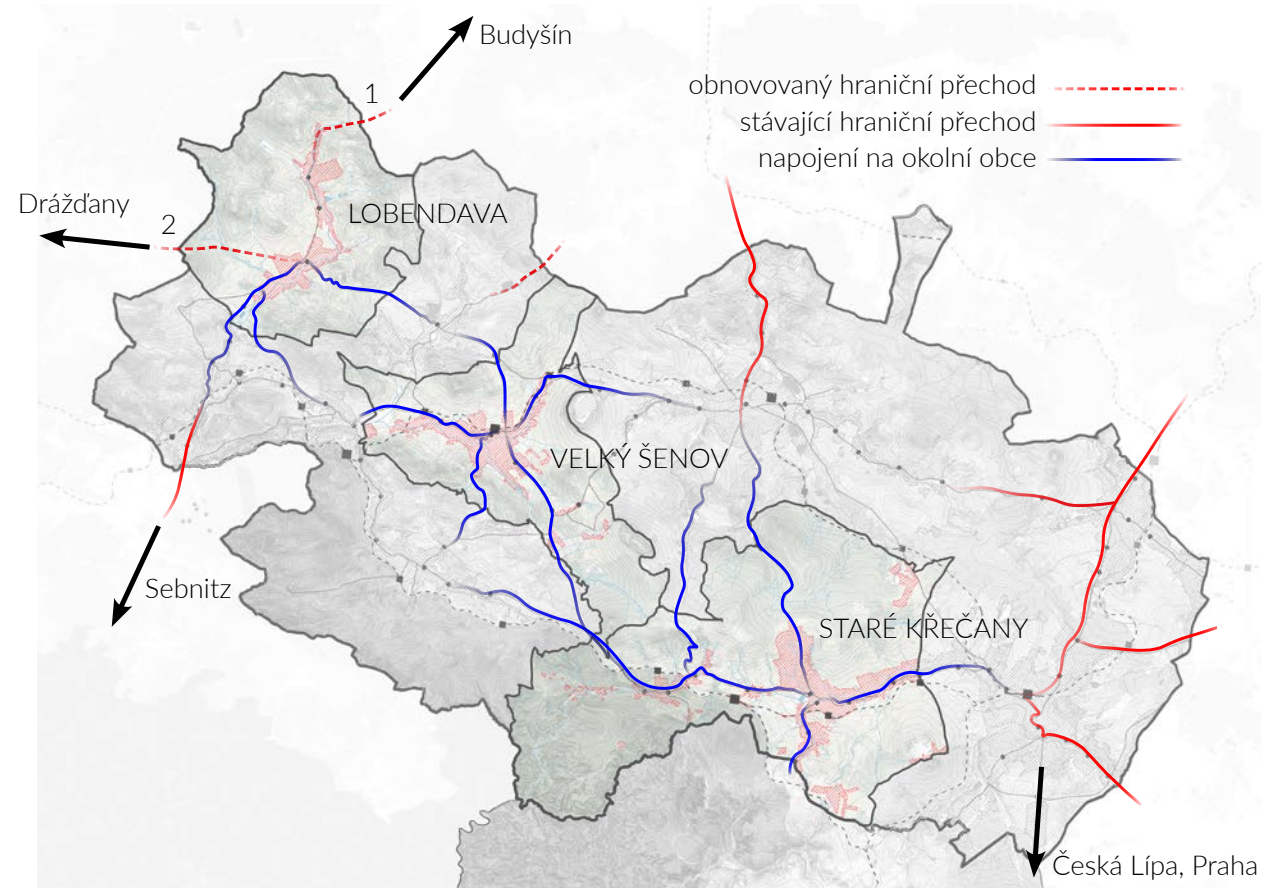 Budyšín
obnovovaný hraniční přechod
1
stávající hraniční přechod
napojení na okolní obce
Drážďany
2
LOBENDAVA
VELKÝ ŠENOV
Sebnitz
STARÉ KŘEČANY
Česká Lípa, Praha